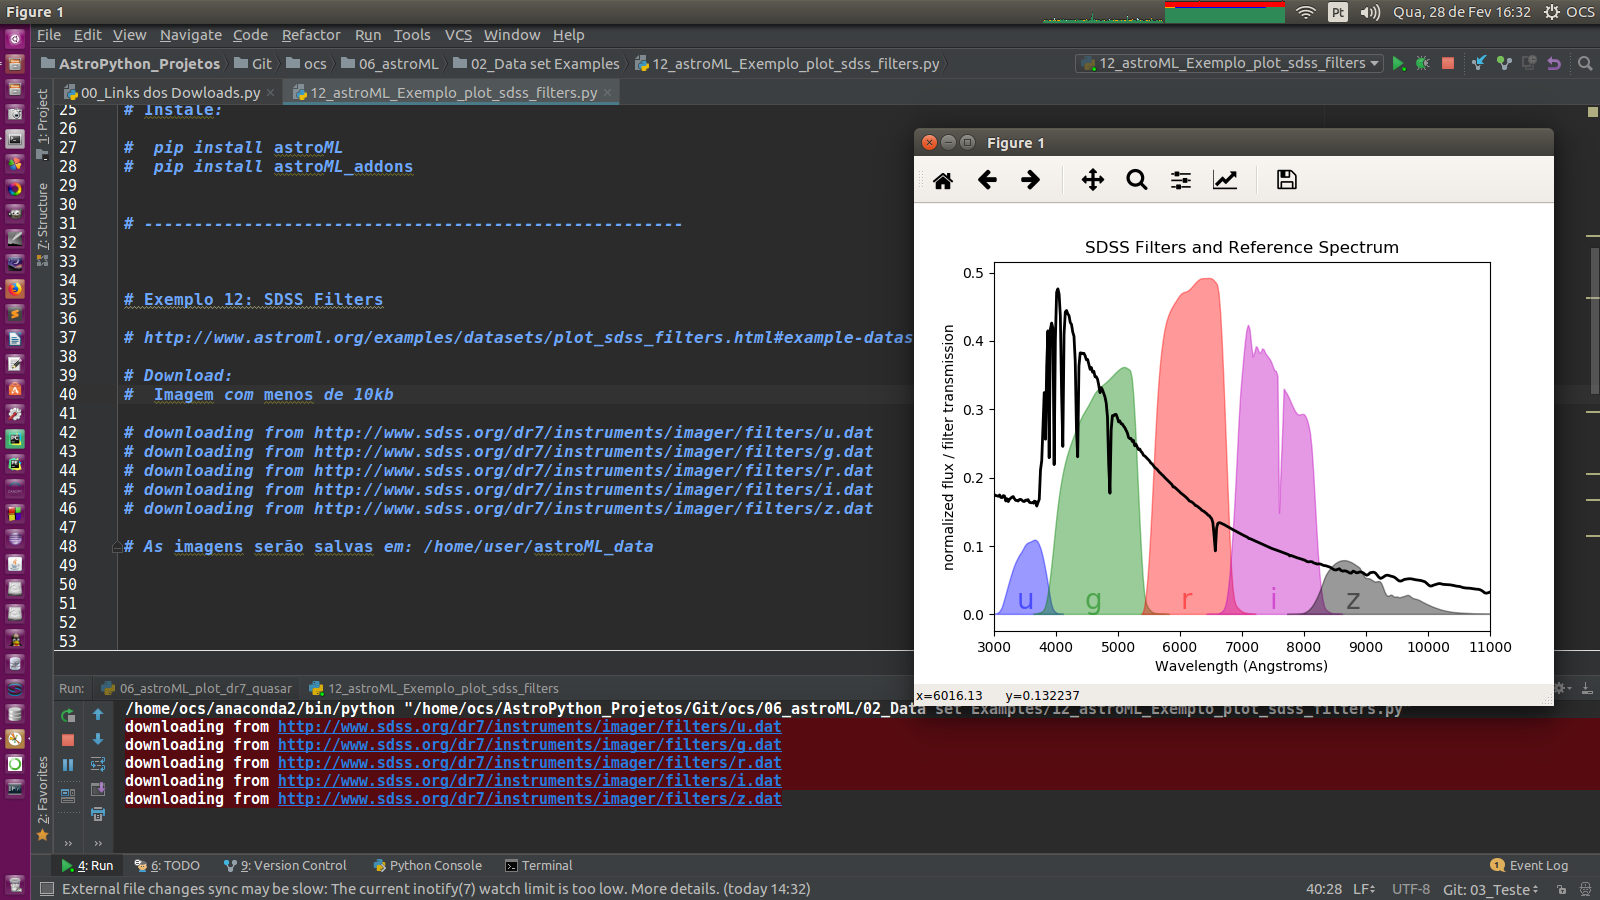 Figure 1
Pt
Qua, 28 de Fev 16:32
OCS
File Edit View Navigate Code Refactor Run Tools VCS Window Help
AstroPython_Projetos Git ocs 06_astroML 02_Data set Examples 12_astroML_Exemplo_plot_sdss_filters.py
12_astroML_Exemplo_plot_sdss_filters
00_Links dos Dowloads.py 12_astroML_Exemplo_plot_sdss_filters.py
1: Project
7: Structure
2: Favorites
25 # Instale:
26
27 # pip install astroML
28 # pip install astroML_addons
29
30
31 # ------------------------------------------------------
32
33
34
35 # Exemplo 12: SDSS Filters
36
37 # http://www.astroml.org/examples/datasets/plot_sdss_filters.html#example-datas
38
39 # Download:
40 # Imagem com menos de 10kb
41
42 # downloading from http://www.sdss.org/dr7/instruments/imager/filters/u.dat
43 # downloading from http://www.sdss.org/dr7/instruments/imager/filters/g.dat
44 # downloading from http://www.sdss.org/dr7/instruments/imager/filters/r.dat
45 # downloading from http://www.sdss.org/dr7/instruments/imager/filters/i.dat
46 # downloading from http://www.sdss.org/dr7/instruments/imager/filters/z.dat
47
48 # As imagens serão salvas em: /home/user/astroML_data
49
50
51
52
53
Figure 1
SDSS Filters and Reference Spectrum
normalized flux / filter transmission
0.5
0.4
0.3
0.2
0.1
0.0
u g r i z
3000 4000 5000 6000 7000 8000 9000 10000 11000
Wavelength (Angstroms)
x=6016.13 y=0.132237
Run: 06_astroML_plot_dr7_quasar 12_astroML_Exemplo_plot_sdss_filters
/home/ocs/anaconda2/bin/python "/home/ocs/AstroPython_Projetos/Git/ocs/06_astroML/02_Data set Examples/12_astroML_Exemplo_plot_sdss_filters.py"
downloading from http://www.sdss.org/dr7/instruments/imager/filters/u.dat
downloading from http://www.sdss.org/dr7/instruments/imager/filters/g.dat
downloading from http://www.sdss.org/dr7/instruments/imager/filters/r.dat
downloading from http://www.sdss.org/dr7/instruments/imager/filters/i.dat
downloading from http://www.sdss.org/dr7/instruments/imager/filters/z.dat
4: Run 6: TODO 9: Version Control Python Console Terminal
1 Event Log
External file changes sync may be slow: The current inotify(7) watch limit is too low. More details. (today 14:32)
40:28 LF UTF-8 Git: 03_Teste